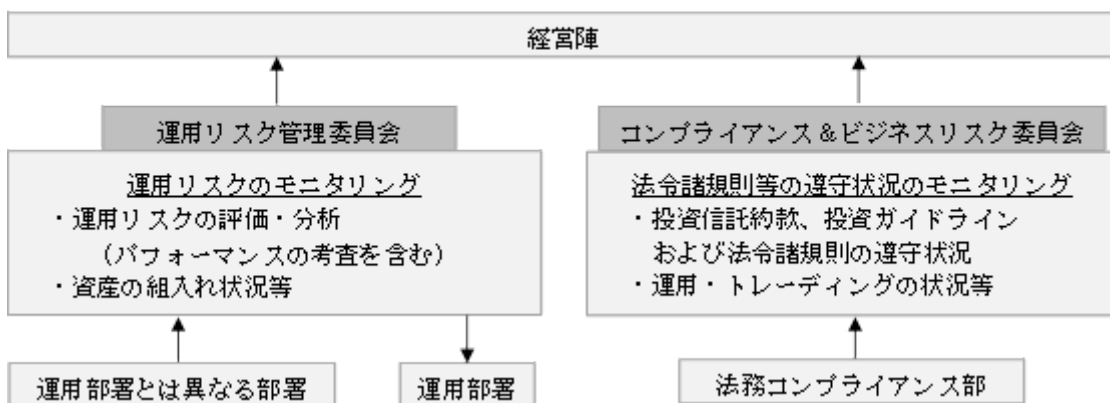 経営陣
運用リスク管理委員会
コンプライアンス＆ビジネスリスク委員会
運用リスクのモニタリング
・運用リスクの評価・分析
（パフォーマンスの考査を含む）
・資産の組入れ状況等
法令諸規則等の遵守状況のモニタリング
・投資信託約款、投資ガイドライン
および法令諸規則の遵守状況
・運用・トレーディングの状況等
運用部署とは異なる部署
運用部署
法務コンプライアンス部